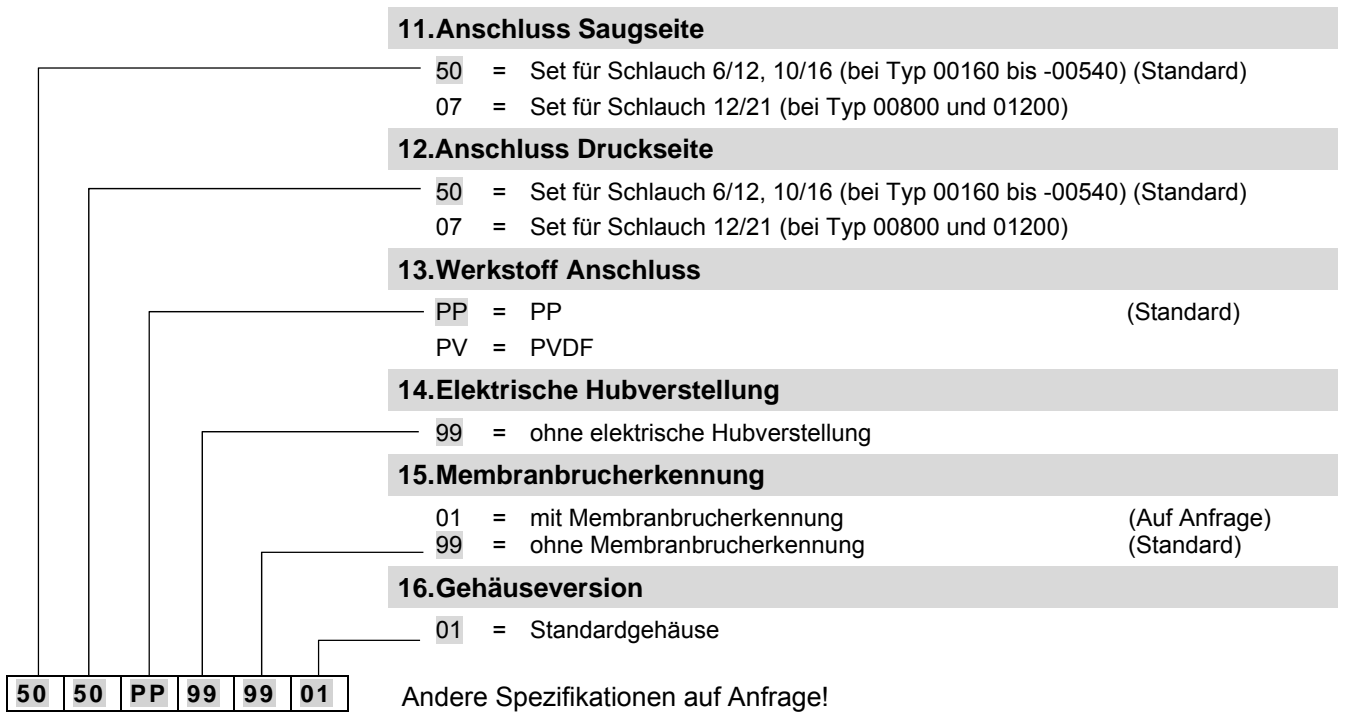 11.Anschluss Saugseite
50 = Set für Schlauch 6/12, 10/16 (bei Typ 00160 bis -00540) (Standard)
07 = Set für Schlauch 12/21 (bei Typ 00800 und 01200)
12.Anschluss Druckseite
50 = Set für Schlauch 6/12, 10/16 (bei Typ 00160 bis -00540) (Standard)
07 = Set für Schlauch 12/21 (bei Typ 00800 und 01200)
13.Werkstoff Anschluss
PP = PP (Standard)
PV = PVDF
14.Elektrische Hubverstellung
99 = ohne elektrische Hubverstellung
15.Membranbrucherkennung
01 = mit Membranbrucherkennung (Auf Anfrage)
99 = ohne Membranbrucherkennung (Standard)
16.Gehäuseversion
01 = Standardgehäuse
50 50 PP 99 99 01 Andere Spezifikationen auf Anfrage!